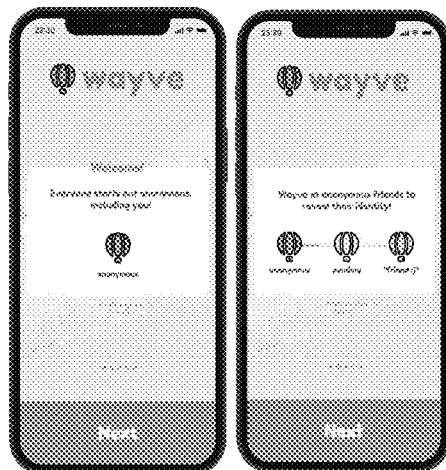 wayve
Welcome!
Everyone starts out anonymous,
including you!
anonymous
Next
wayve
Wayve at anonymous friends to
reveal their identity!
anonymous pending
Next